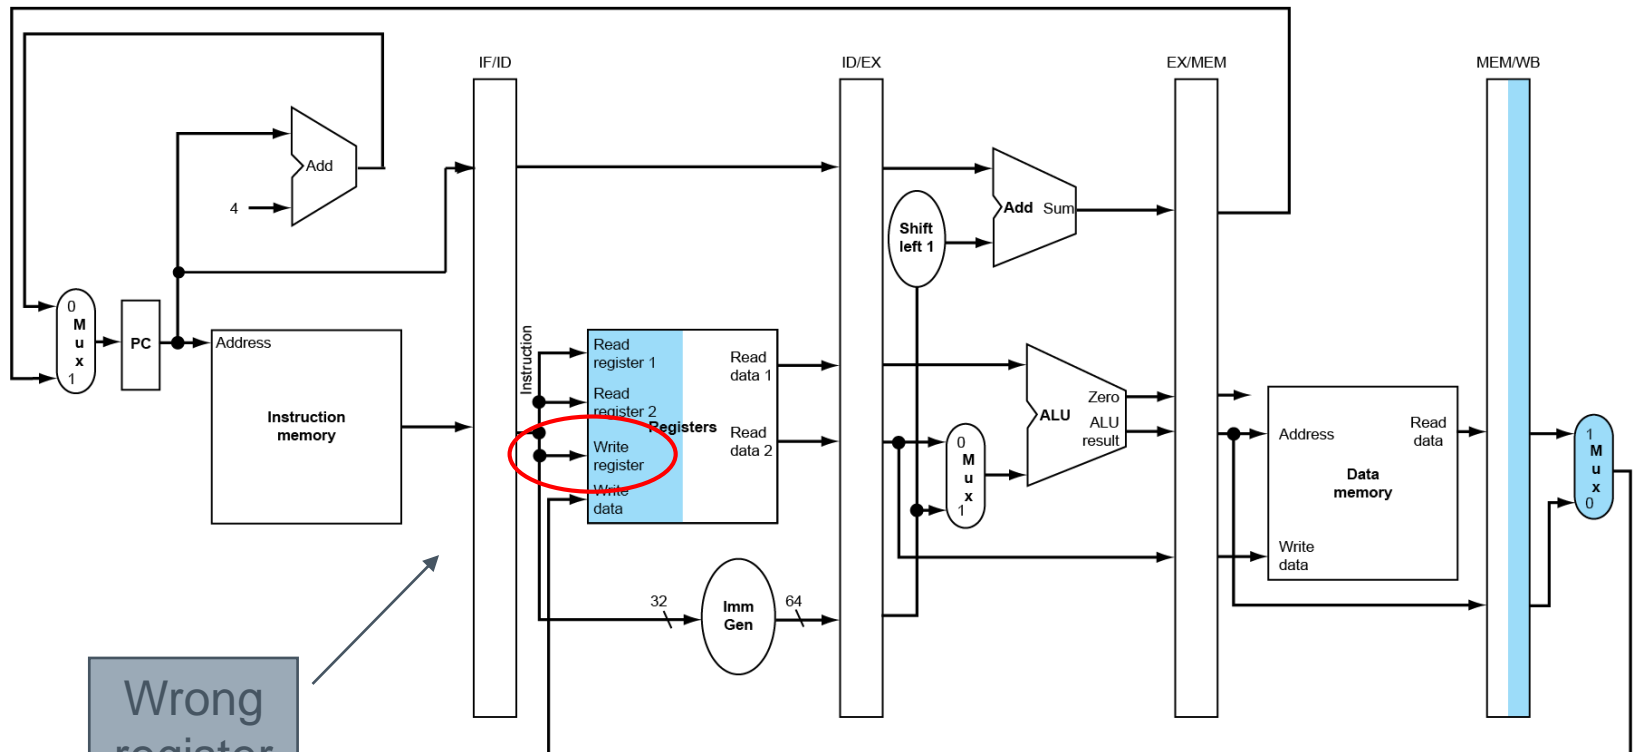 IF/ID
ID/EX
EX/MEM
MEM/WB
Add
4
Add Sum
Shift
left 1
0
M
u
x
1
PC
Address
Instruction
memory
Instruction
Read
register 1
Read
register 2
Registers
Write
register
Write
data
Read
data 1
Read
data 2
0
M
u
x
1
Zero
ALU
ALU
result
Address
Read
data
Data
memory
Write
data
1
M
u
x
0
32
Imm
Gen
64
Wrong
register